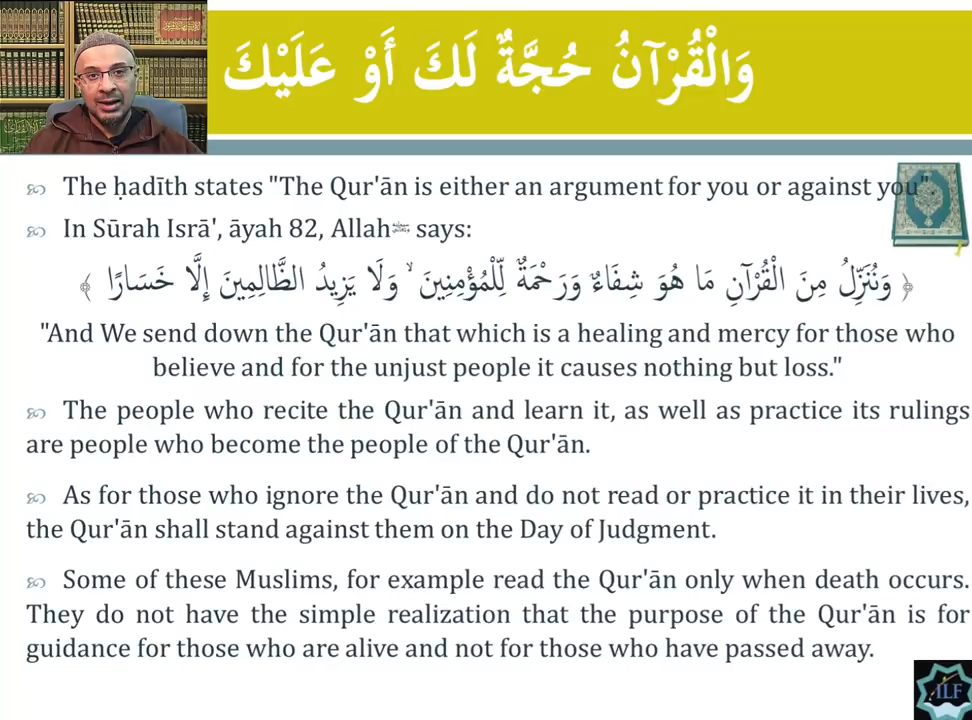 وَالْقُرْآنُ حُجَّةٌ لَكَ أَوْ عَلَيْكَ
The ḥadīth states "The Qur'ān is either an argument for you or against you".
In Sūrah Isrā', āyah 82, Allah ﷻ says:
﴿ وَنُنَزِّلُ مِنَ الْقُرْآنِ مَا هُوَ شِفَاءٌ وَرَحْمَةٌ لِّلْمُؤْمِنِينَ ۙ وَلَا يَزِيدُ الظَّالِمِينَ إِلَّا خَسَارًا ﴾
"And We send down the Qur'ān that which is a healing and mercy for those who
believe and for the unjust people it causes nothing but loss."
The people who recite the Qur'ān and learn it, as well as practice its rulings
are people who become the people of the Qur'ān.
As for those who ignore the Qur'ān and do not read or practice it in their lives,
the Qur'ān shall stand against them on the Day of Judgment.
Some of these Muslims, for example read the Qur'ān only when death occurs.
They do not have the simple realization that the purpose of the Qur'ān is for
guidance for those who are alive and not for those who have passed away.
ILF